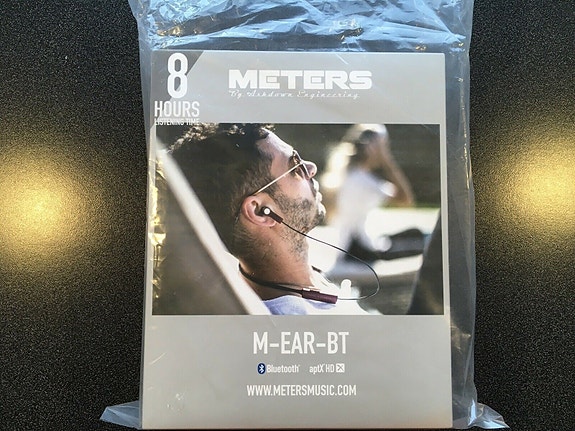 8
HOURS
LISTENING TIME
METERS
By Ashdown Engineering
M-EAR-BT
Bluetooth® aptX HD
WWW.METERSMUSIC.COM